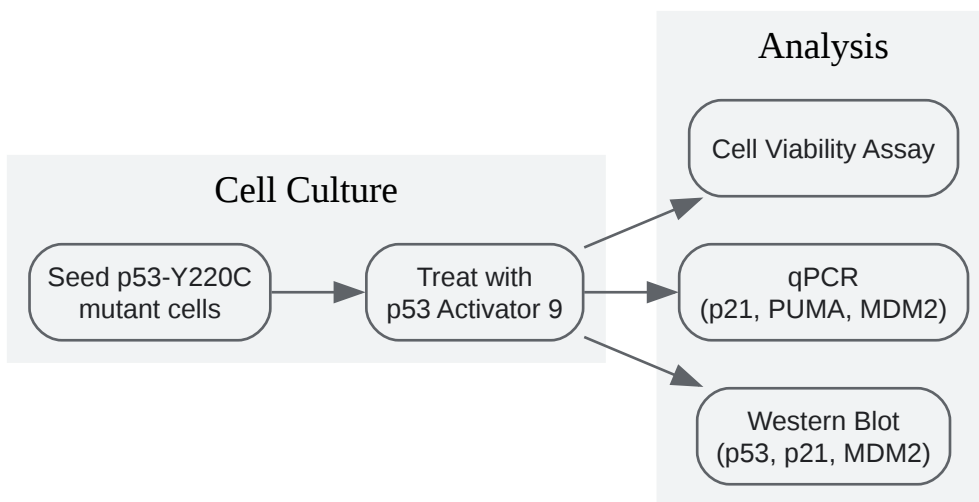 Cell Culture
Seed p53-Y220C
mutant cells
Treat with
p53 Activator 9
Analysis
Cell Viability Assay
qPCR
(p21, PUMA, MDM2)
Western Blot
(p53, p21, MDM2)